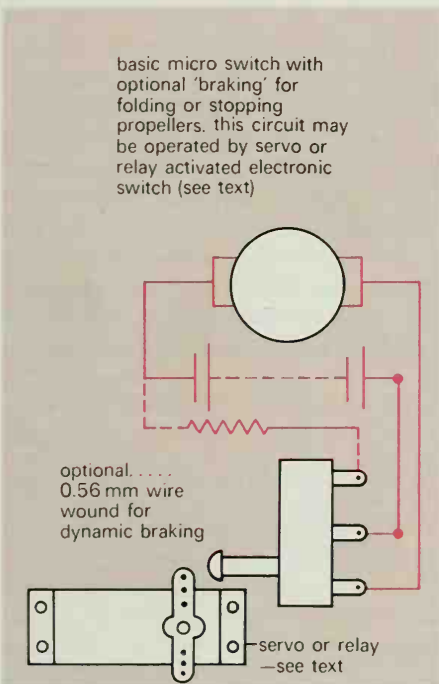 basic micro switch with
optional 'braking' for
folding or stopping
propellers. this circuit may
be operated by servo or
relay activated electronic
switch (see text)
optional.....
0.56 mm wire
wound for
dynamic braking
servo or relay
—see text